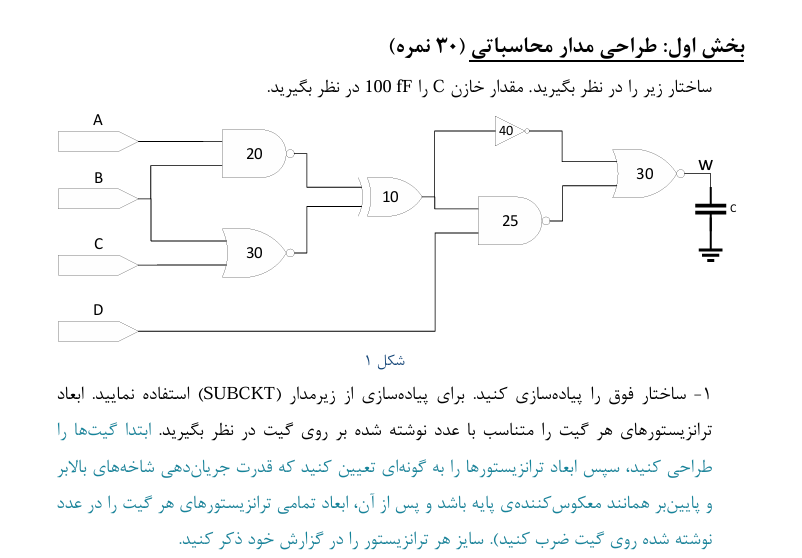 بخش اول: طراحی مدار محاسباتی (۳۰ نمره)
ساختار زیر را در نظر بگیرید. مقدار خازن C را 100 fF در نظر بگیرید.
A
B
C
D
20
30
10
40
25
30
W
C
شکل ۱
۱- ساختار فوق را پیاده‌سازی کنید. برای پیاده‌سازی از زیرمدار (SUBCKT) استفاده نمایید. ابعاد
ترانزیستورهای هر گیت را متناسب با عدد نوشته شده بر روی گیت در نظر بگیرید. ابتدا گیت‌ها را
طراحی کنید، سپس ابعاد ترانزیستورها را به گونه‌ای تعیین کنید که قدرت جریان‌دهی شاخه‌های بالابر
و پایین‌بر همانند معکوس‌کننده‌ی پایه باشد و پس از آن، ابعاد تمامی ترانزیستورهای هر گیت را در عدد
نوشته شده روی گیت ضرب کنید). سایز هر ترانزیستور را در گزارش خود ذکر کنید.